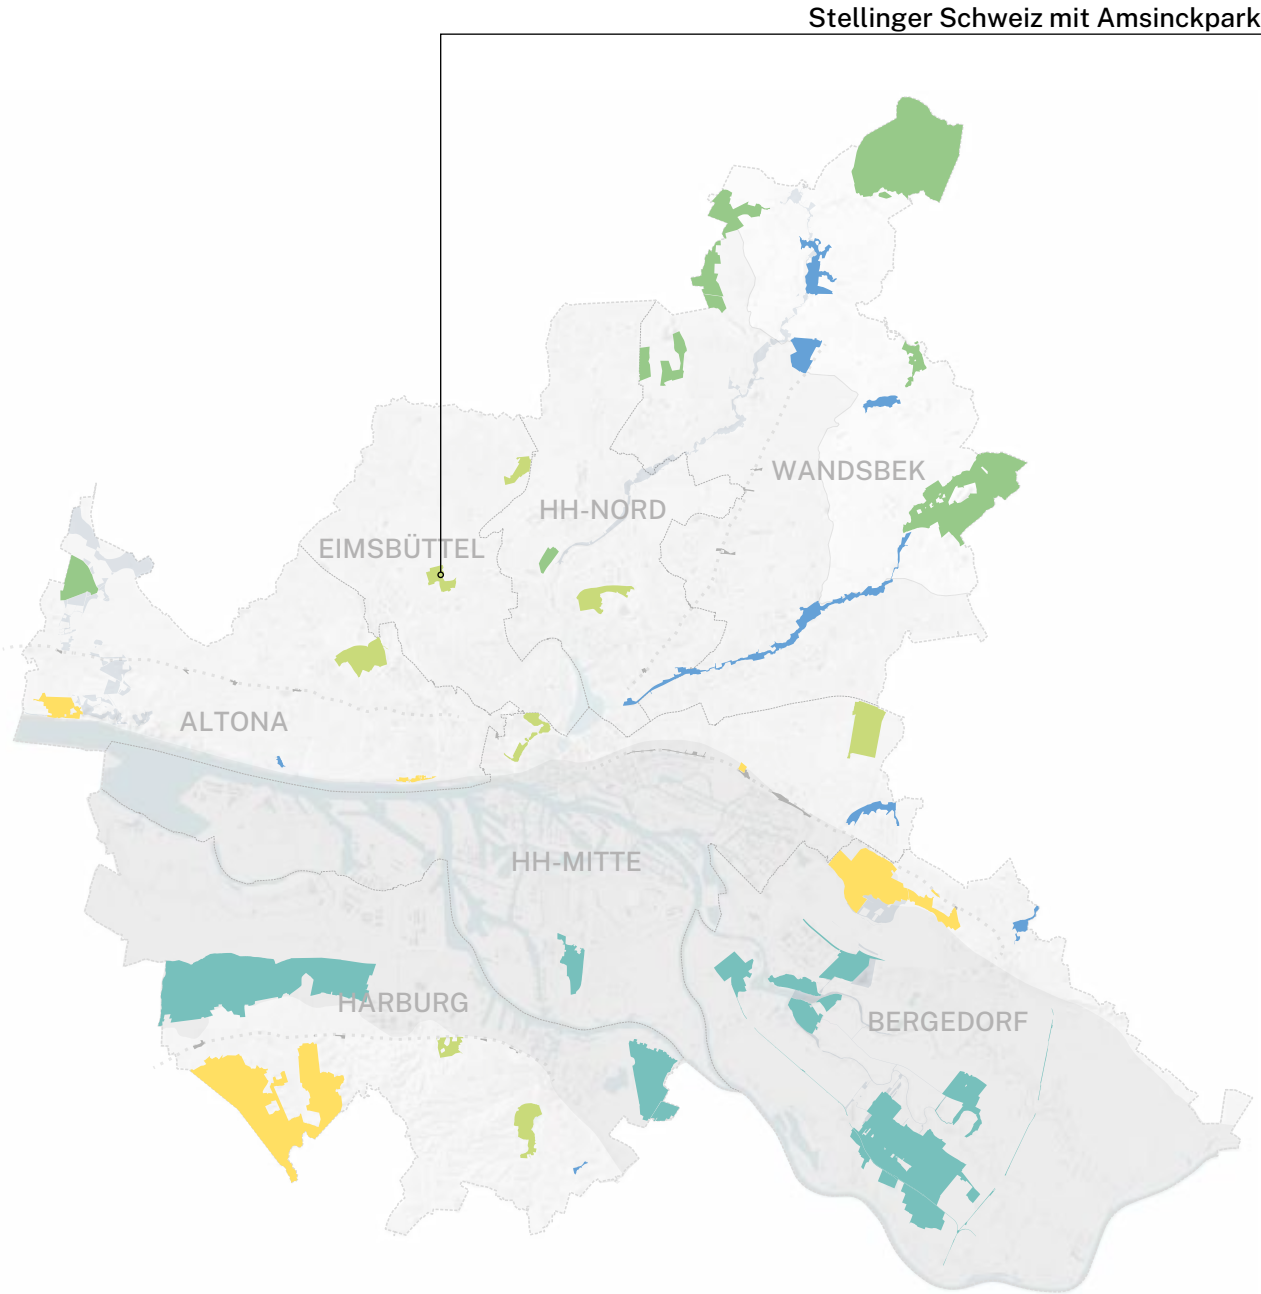 Stellinger Schweiz mit Amsinckpark
WANDSBEK
HH-NORD
EIMSBÜTTEL
ALTONA
HH-MITTE
HARBURG
BERGEDORF